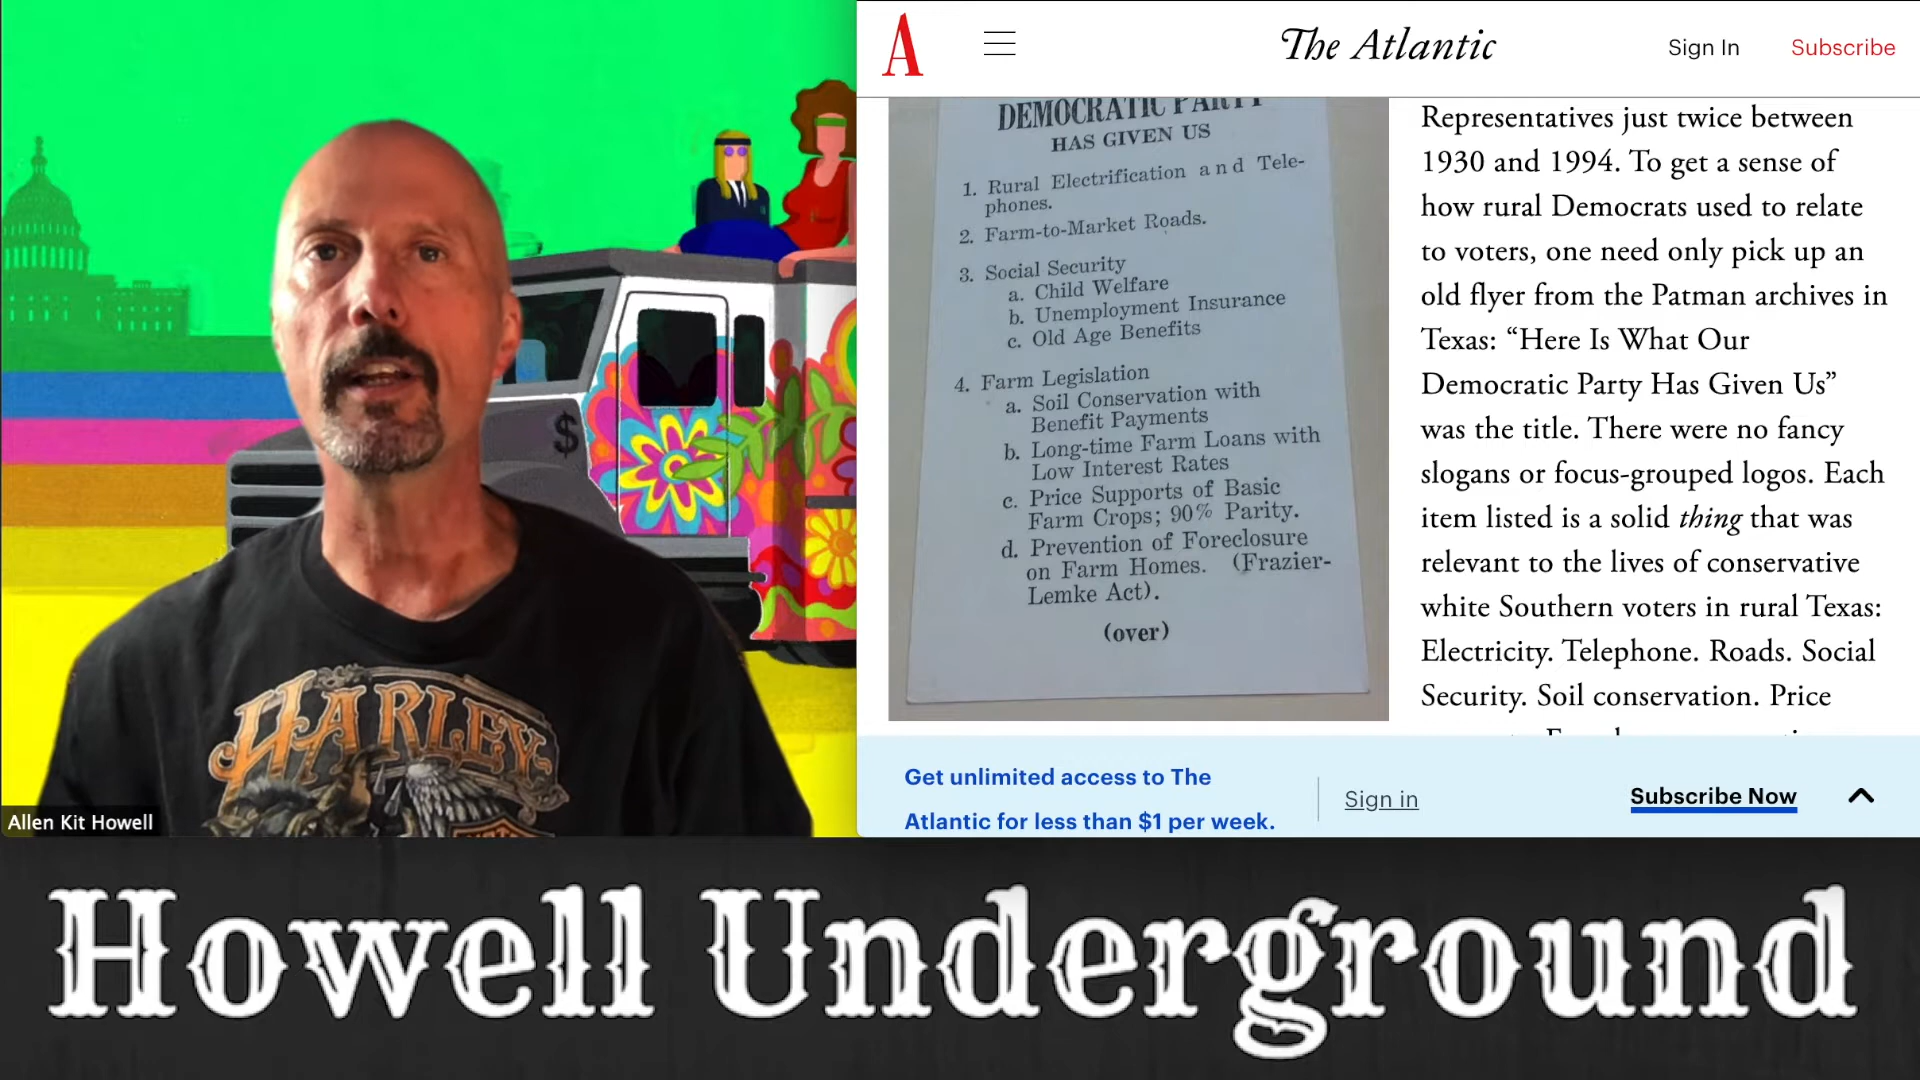 $
HARLEY
Allen Kit Howell
A
The Atlantic
Sign In
Subscribe
DEMOCRATIC PARTY
HAS GIVEN US
1. Rural Electrification and Tele-
phones.
2. Farm-to-Market Roads.
3. Social Security
a. Child Welfare
b. Unemployment Insurance
c. Old Age Benefits
4. Farm Legislation
a. Soil Conservation with
Benefit Payments
b. Long-time Farm Loans with
Low Interest Rates
c. Price Supports of Basic
Farm Crops; 90% Parity.
d. Prevention of Foreclosure
on Farm Homes. (Frazier-
Lemke Act).
(over)
Representatives just twice between
1930 and 1994. To get a sense of
how rural Democrats used to relate
to voters, one need only pick up an
old flyer from the Patman archives in
Texas: “Here Is What Our
Democratic Party Has Given Us”
was the title. There were no fancy
slogans or focus-grouped logos. Each
item listed is a solid thing that was
relevant to the lives of conservative
white Southern voters in rural Texas:
Electricity. Telephone. Roads. Social
Security. Soil conservation. Price
Get unlimited access to The
Atlantic for less than $1 per week.
Sign in
Subscribe Now
Howell Underground